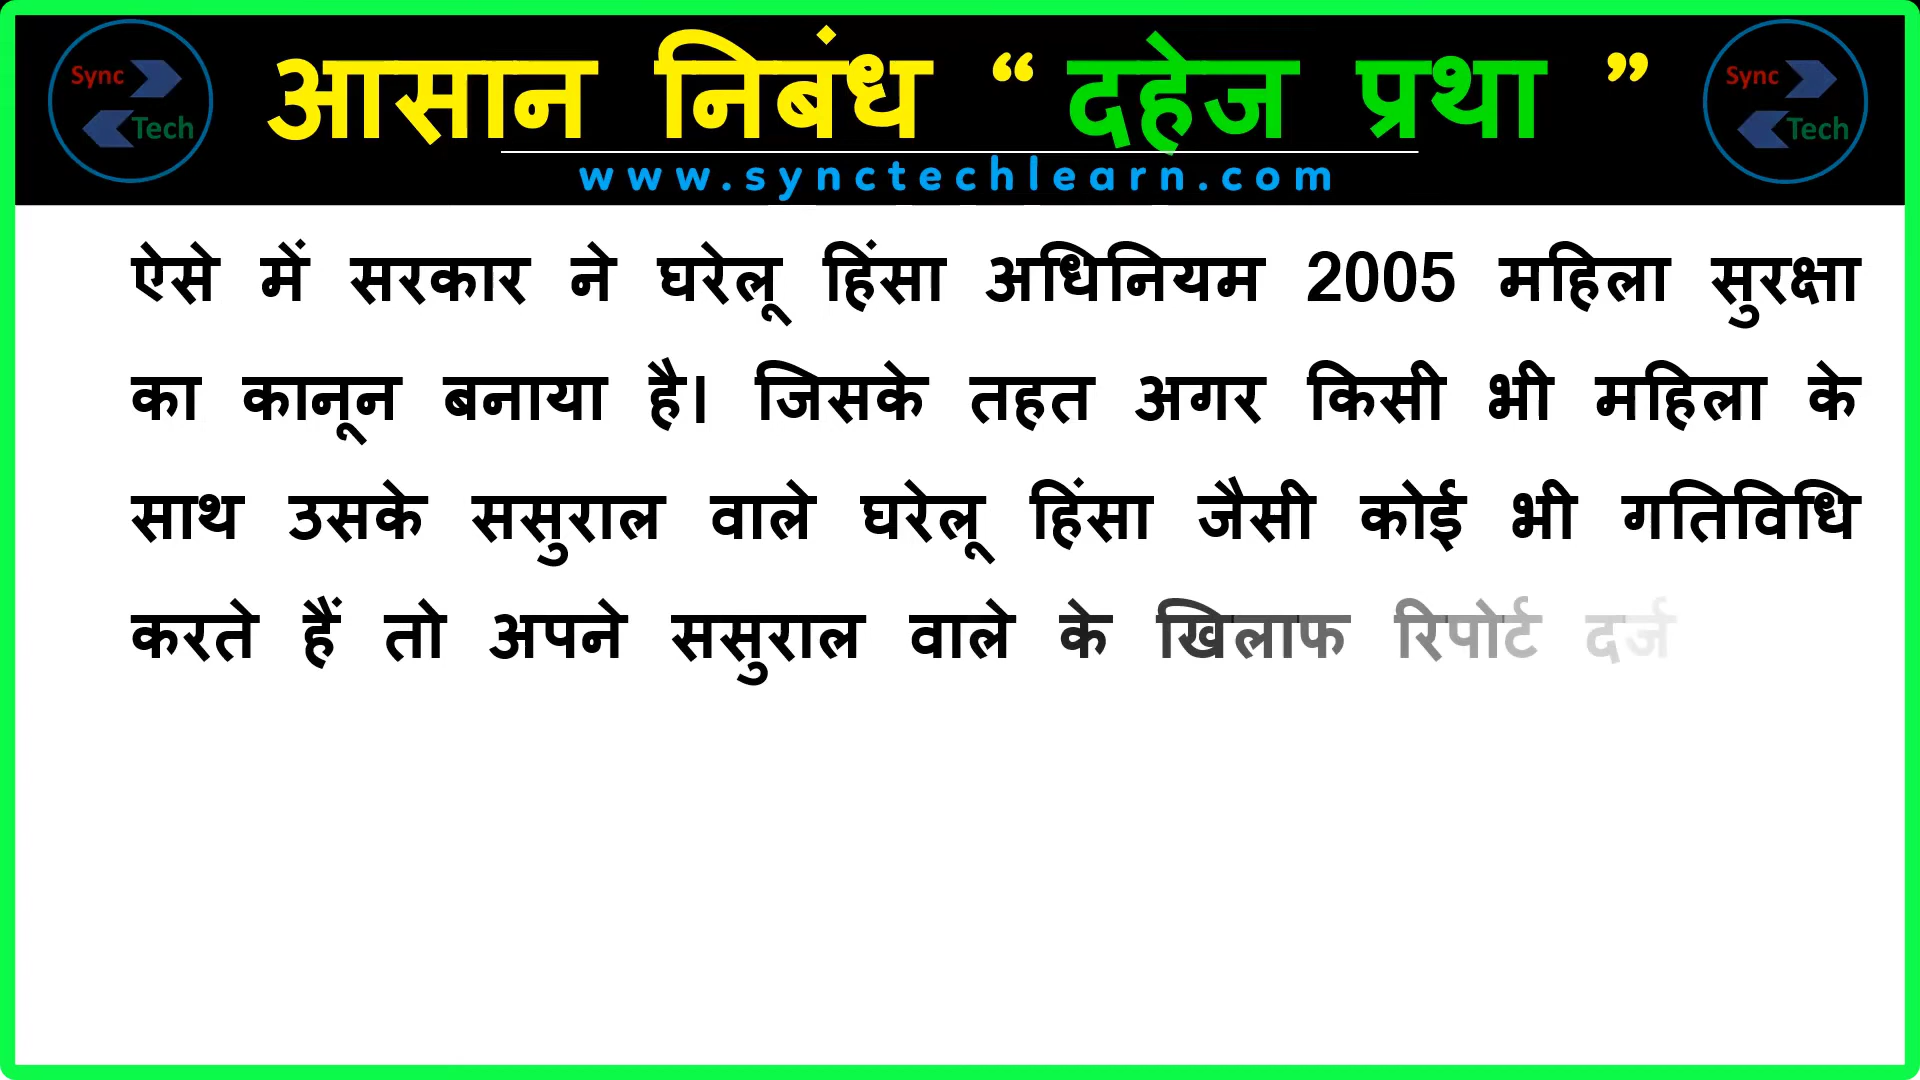 Sync
Tech
आसान निबंध “ दहेज प्रथा ”
www.synctechlearn.com
Sync
Tech
ऐसे में सरकार ने घरेलू हिंसा अधिनियम 2005 महिला सुरक्षा
का कानून बनाया है। जिसके तहत अगर किसी भी महिला के
साथ उसके ससुराल वाले घरेलू हिंसा जैसी कोई भी गतिविधि
करते हैं तो अपने ससुराल वाले के खिलाफ रिपोर्ट दर्ज